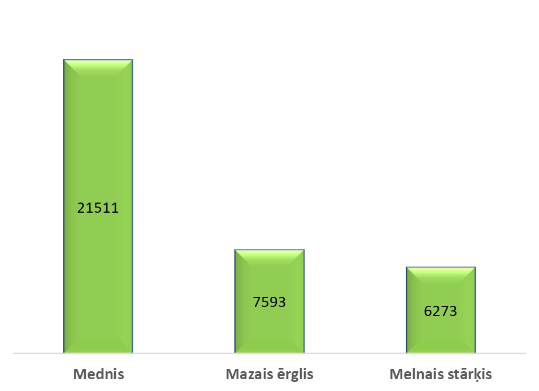 21511
7593
6273
Mednis
Mazais ērglis
Melnais stārķis